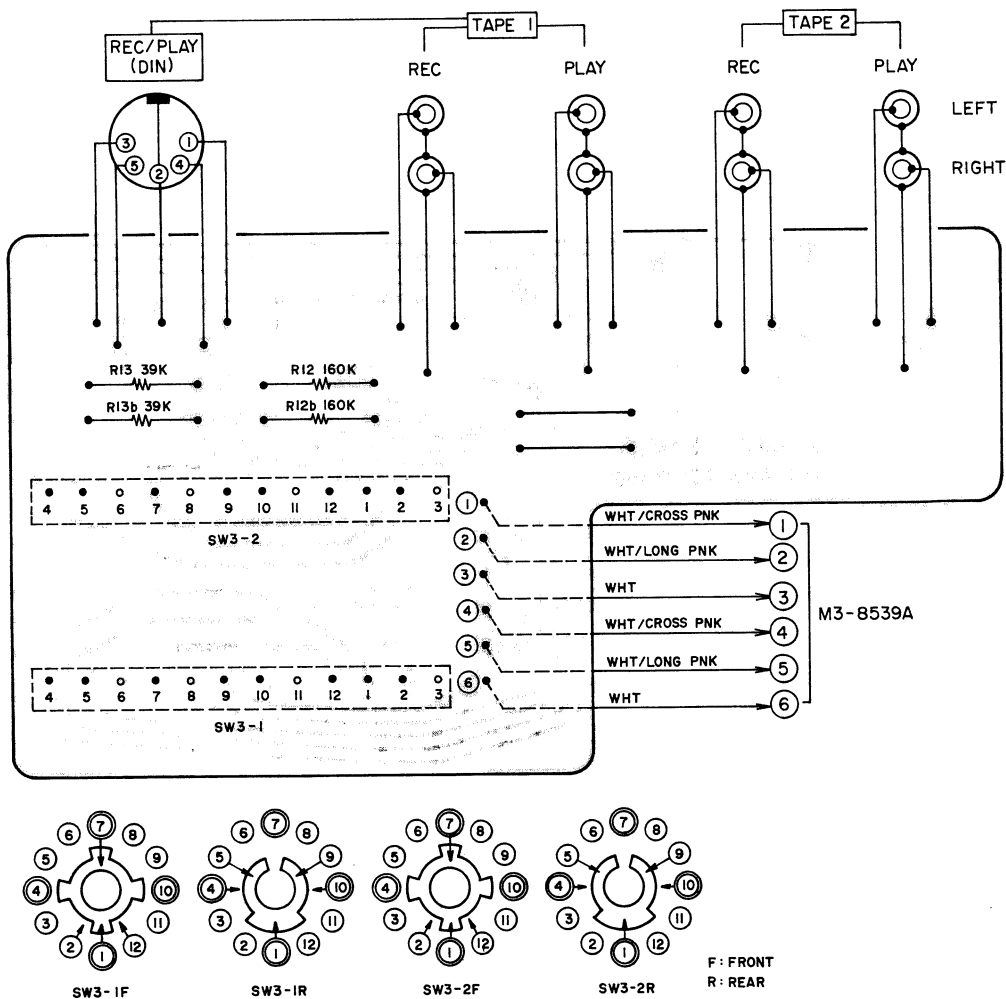 TAPE 1
TAPE 2
REC/PLAY
(DIN)
REC
PLAY
REC
PLAY
LEFT
RIGHT
3
1
5
2
4
R13 39K
R12 160K
R13b 39K
R12b 160K
4 5 6 7 8 9 10 11 12 1 2 3
SW3-2
1
2
3
4
5
6
WHT/CROSS PNK
1
WHT/LONG PNK
2
WHT
3
WHT/CROSS PNK
4
WHT/LONG PNK
5
WHT
6
M3-8539A
4 5 6 7 8 9 10 11 12 1 2 3
SW3-1
6 7 8
5 9
4 10
3 11
2 1 12
SW3-1F
6 7 8
5 9
4 10
3 11
2 1 12
SW3-1R
6 7 8
5 9
4 10
3 11
2 1 12
SW3-2F
6 7 8
5 9
4 10
3 11
2 1 12
SW3-2R
F: FRONT
R: REAR